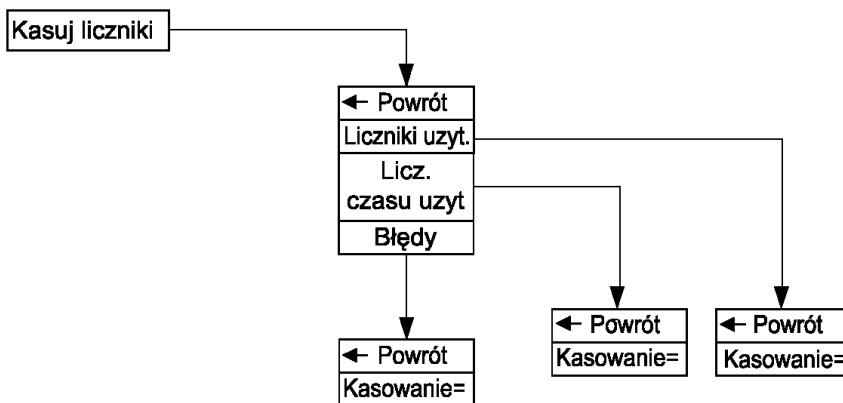 Kasuj liczniki
← Powrót
Liczniki uzyt.
Licz.
czasu uzyt
Błędy
← Powrót
Kasowanie=
← Powrót
Kasowanie=
← Powrót
Kasowanie=